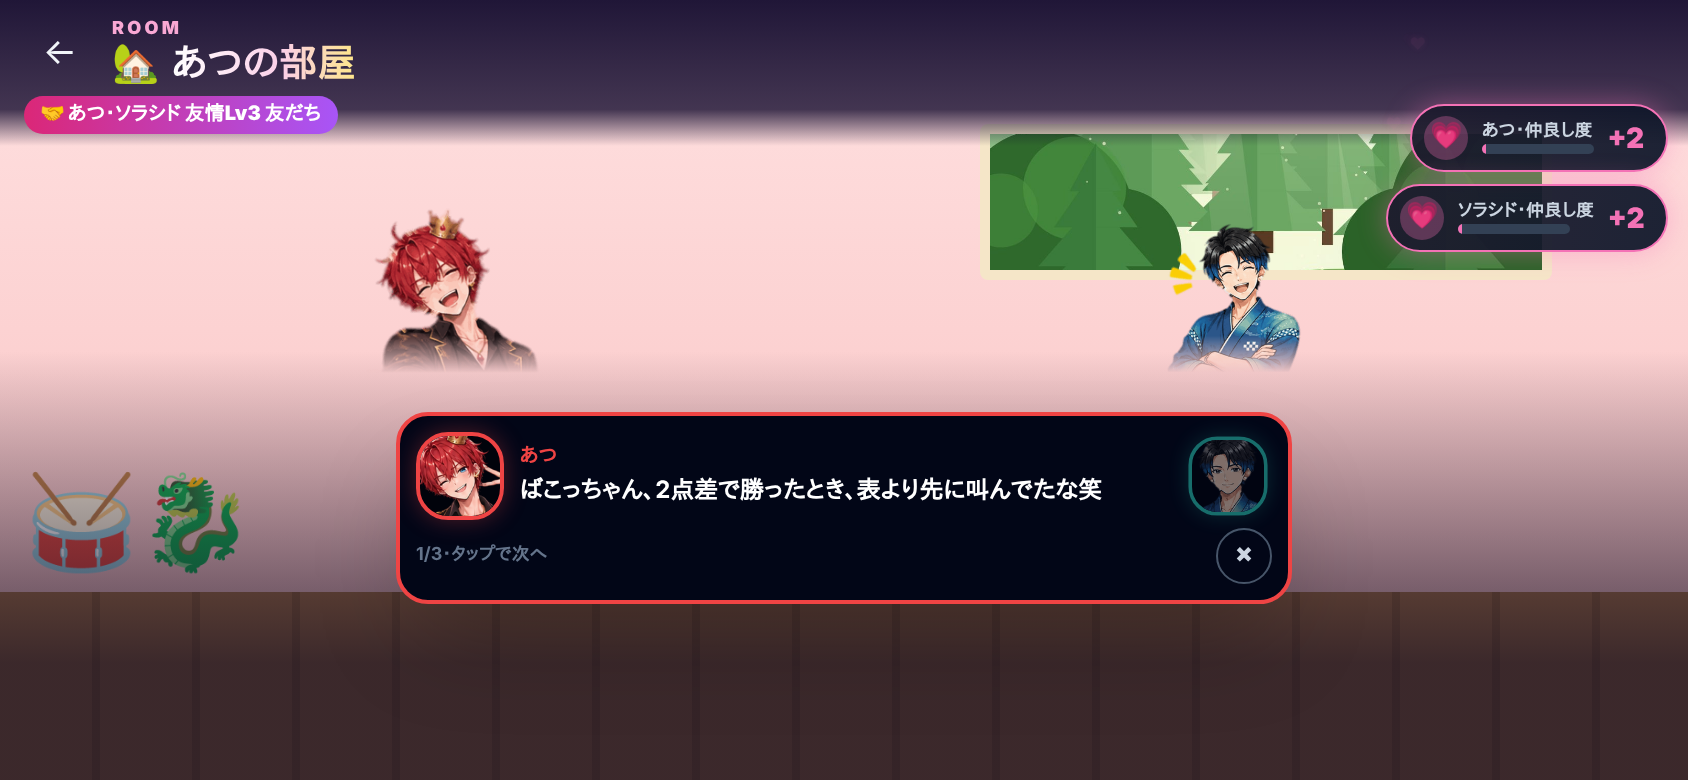 ROOM
あつの部屋
あつ・ソラシド 友情Lv3 友だち
あつ・仲良し度 +2
ソラシド・仲良し度 +2
あつ
ばこっちゃん、2点差で勝ったとき、表より先に叫んでたな笑
1/3・タップで次へ